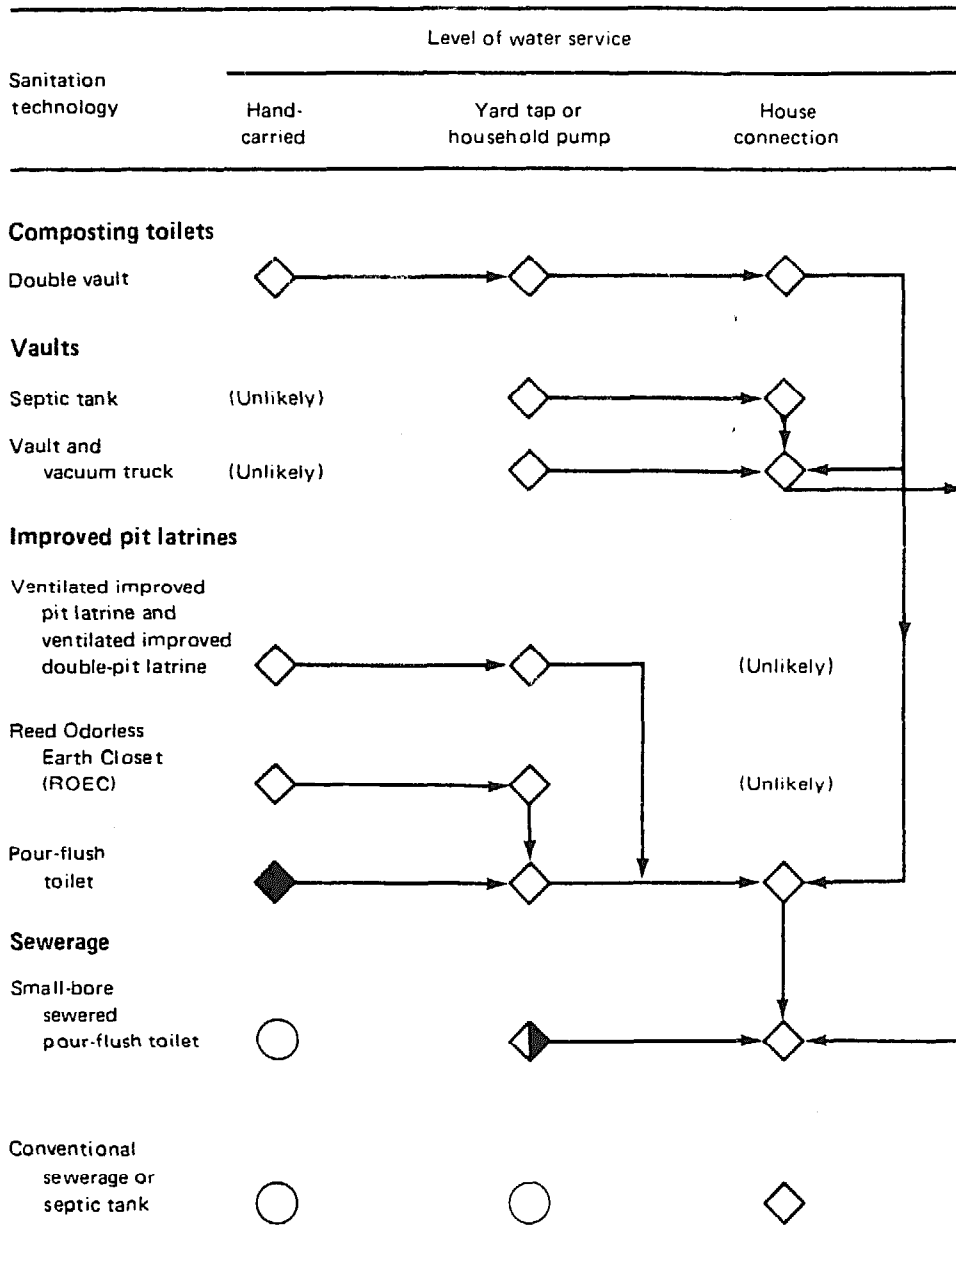 Level of water service
Sanitation
technology
Hand-
carried
Yard tap or
household pump
House
connection
Composting toilets
Double vault
Vaults
Septic tank (Unlikely)
Vault and
vacuum truck (Unlikely)
Improved pit latrines
Ventilated improved
pit latrine and
ventilated improved
double-pit latrine (Unlikely)
Reed Odorless
Earth Closet
(ROEC) (Unlikely)
Pour-flush
toilet
Sewerage
Small-bore
sewered
pour-flush toilet
Conventional
sewerage or
septic tank